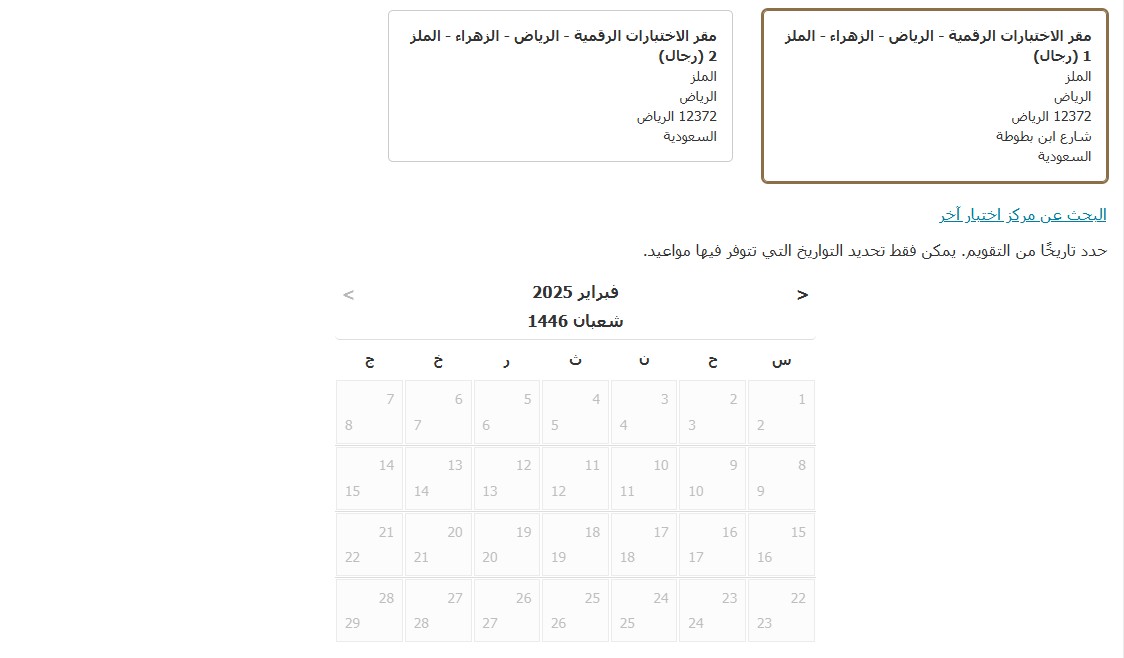 مقر الاختبارات الرقمية - الرياض - الزهراء - الملز
1 (رجال)
الملز
الرياض
12372 الرياض
شارع ابن بطوطة
السعودية
مقر الاختبارات الرقمية - الرياض - الزهراء - الملز
2 (رجال)
الملز
الرياض
12372 الرياض
السعودية
البحث عن مركز اختبار آخر
حدد تاريخًا من التقويم. يمكن فقط تحديد التواريخ التي تتوفر فيها مواعيد.
> فبراير 2025 <
شعبان 1446
س ح ن ث ر خ ج
1 2 3 4 5 6 7
2 3 4 5 6 7 8
8 9 10 11 12 13 14
9 10 11 12 13 14 15
15 16 17 18 19 20 21
16 17 18 19 20 21 22
22 23 24 25 26 27 28
23 24 25 26 27 28 29